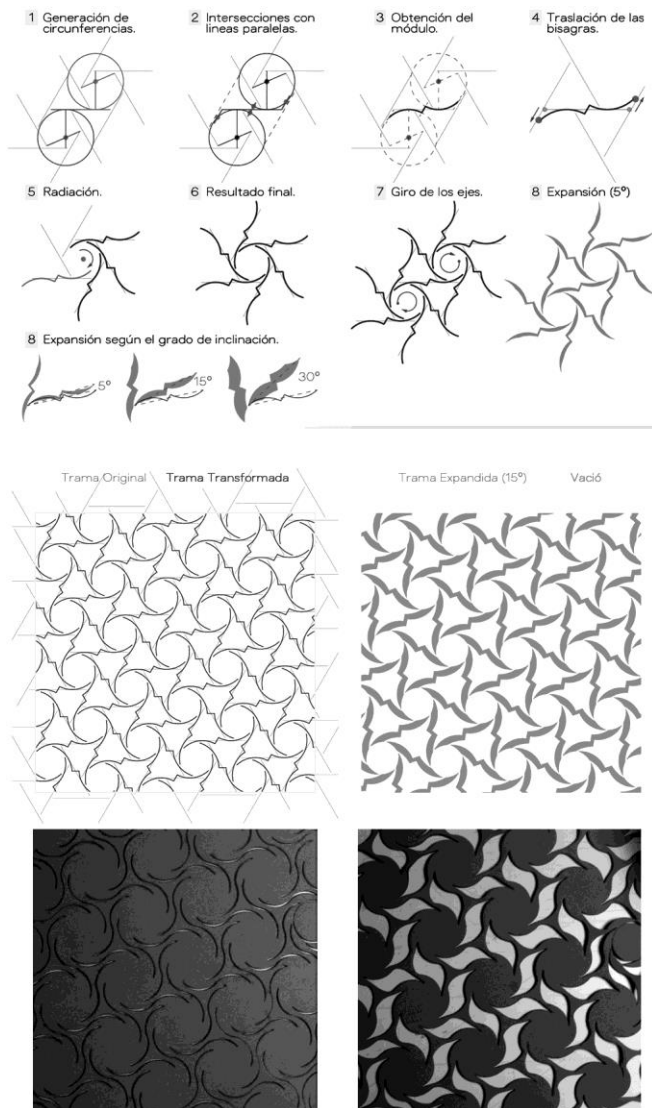 1 Generación de
circunferencias.
2 Intersecciones con
lineas paralelas.
3 Obtención del
módulo.
4 Traslación de las
bisagras.
5 Radiación.
6 Resultado final.
7 Giro de los ejes.
8 Expansión (5º)
8 Expansión según el grado de inclinación.
5º
15º
30º
Trama Original Trama Transformada
Trama Expandida (15º) Vació